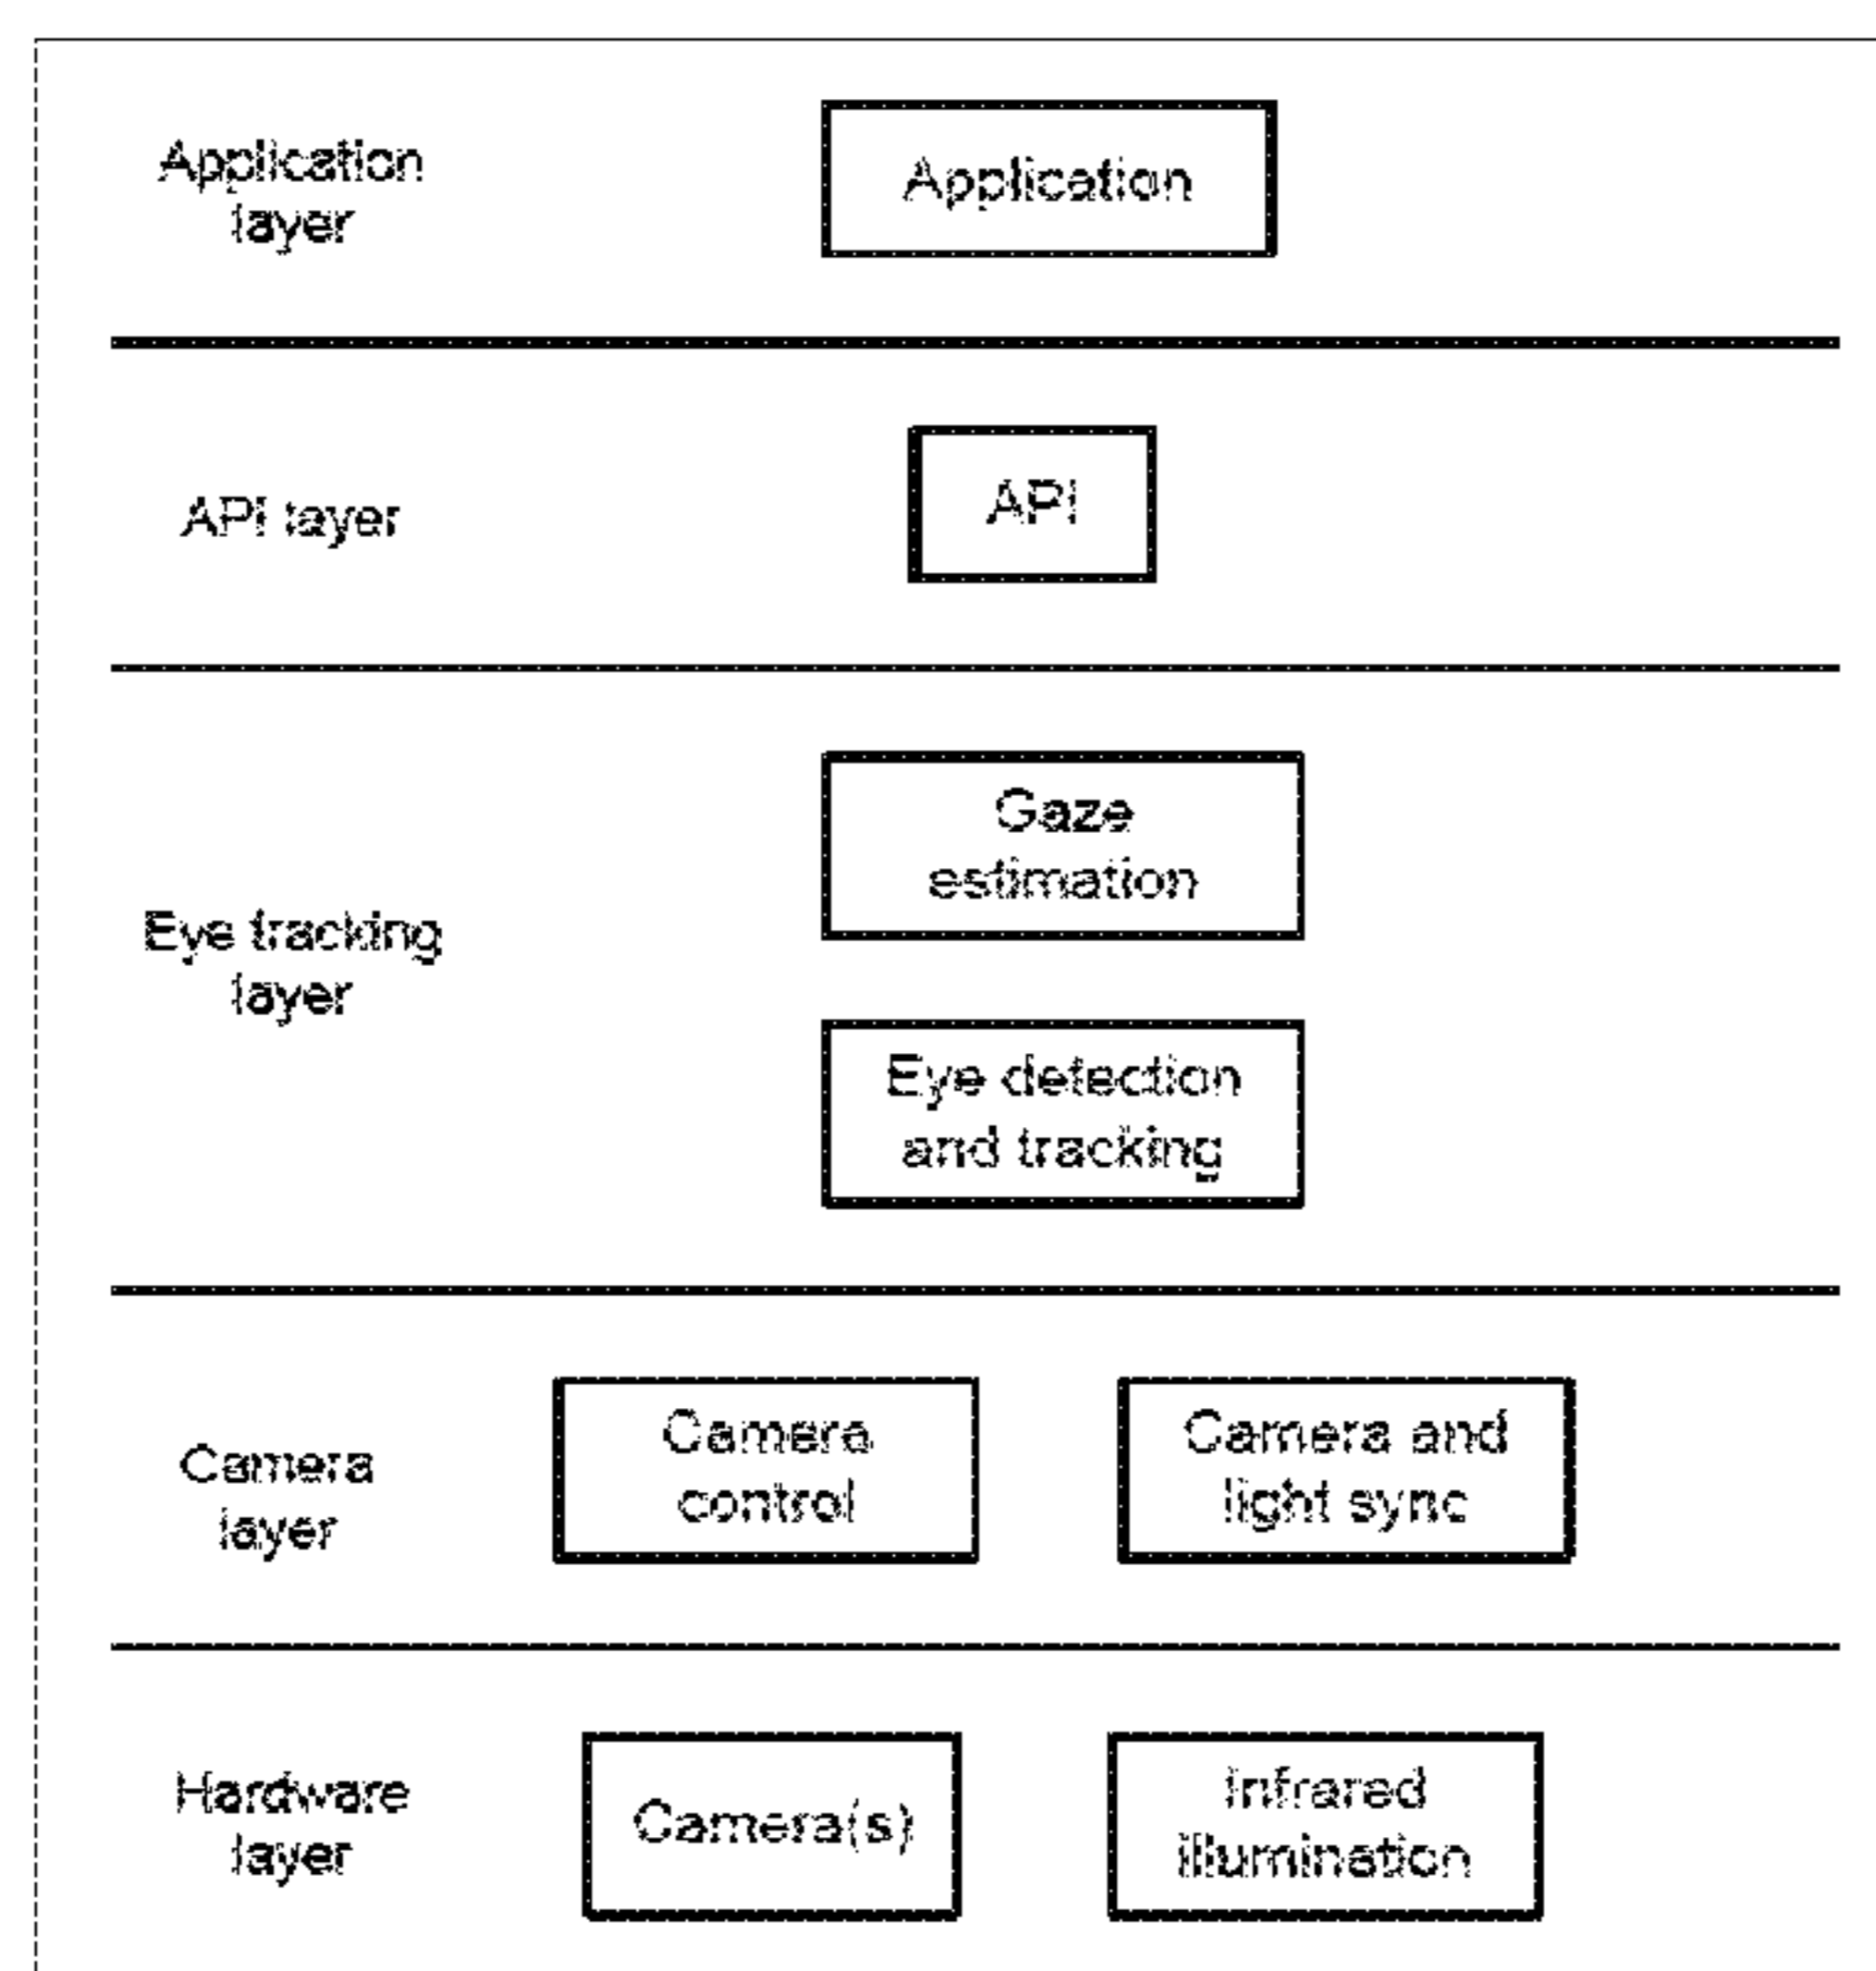 Application
layer
Application
API layer
API
Eye tracking
layer
Gaze
estimation
Eye detection
and tracking
Camera
layer
Camera
control
Camera and
light sync
Hardware
layer
Camera(s)
Infrared
illumination